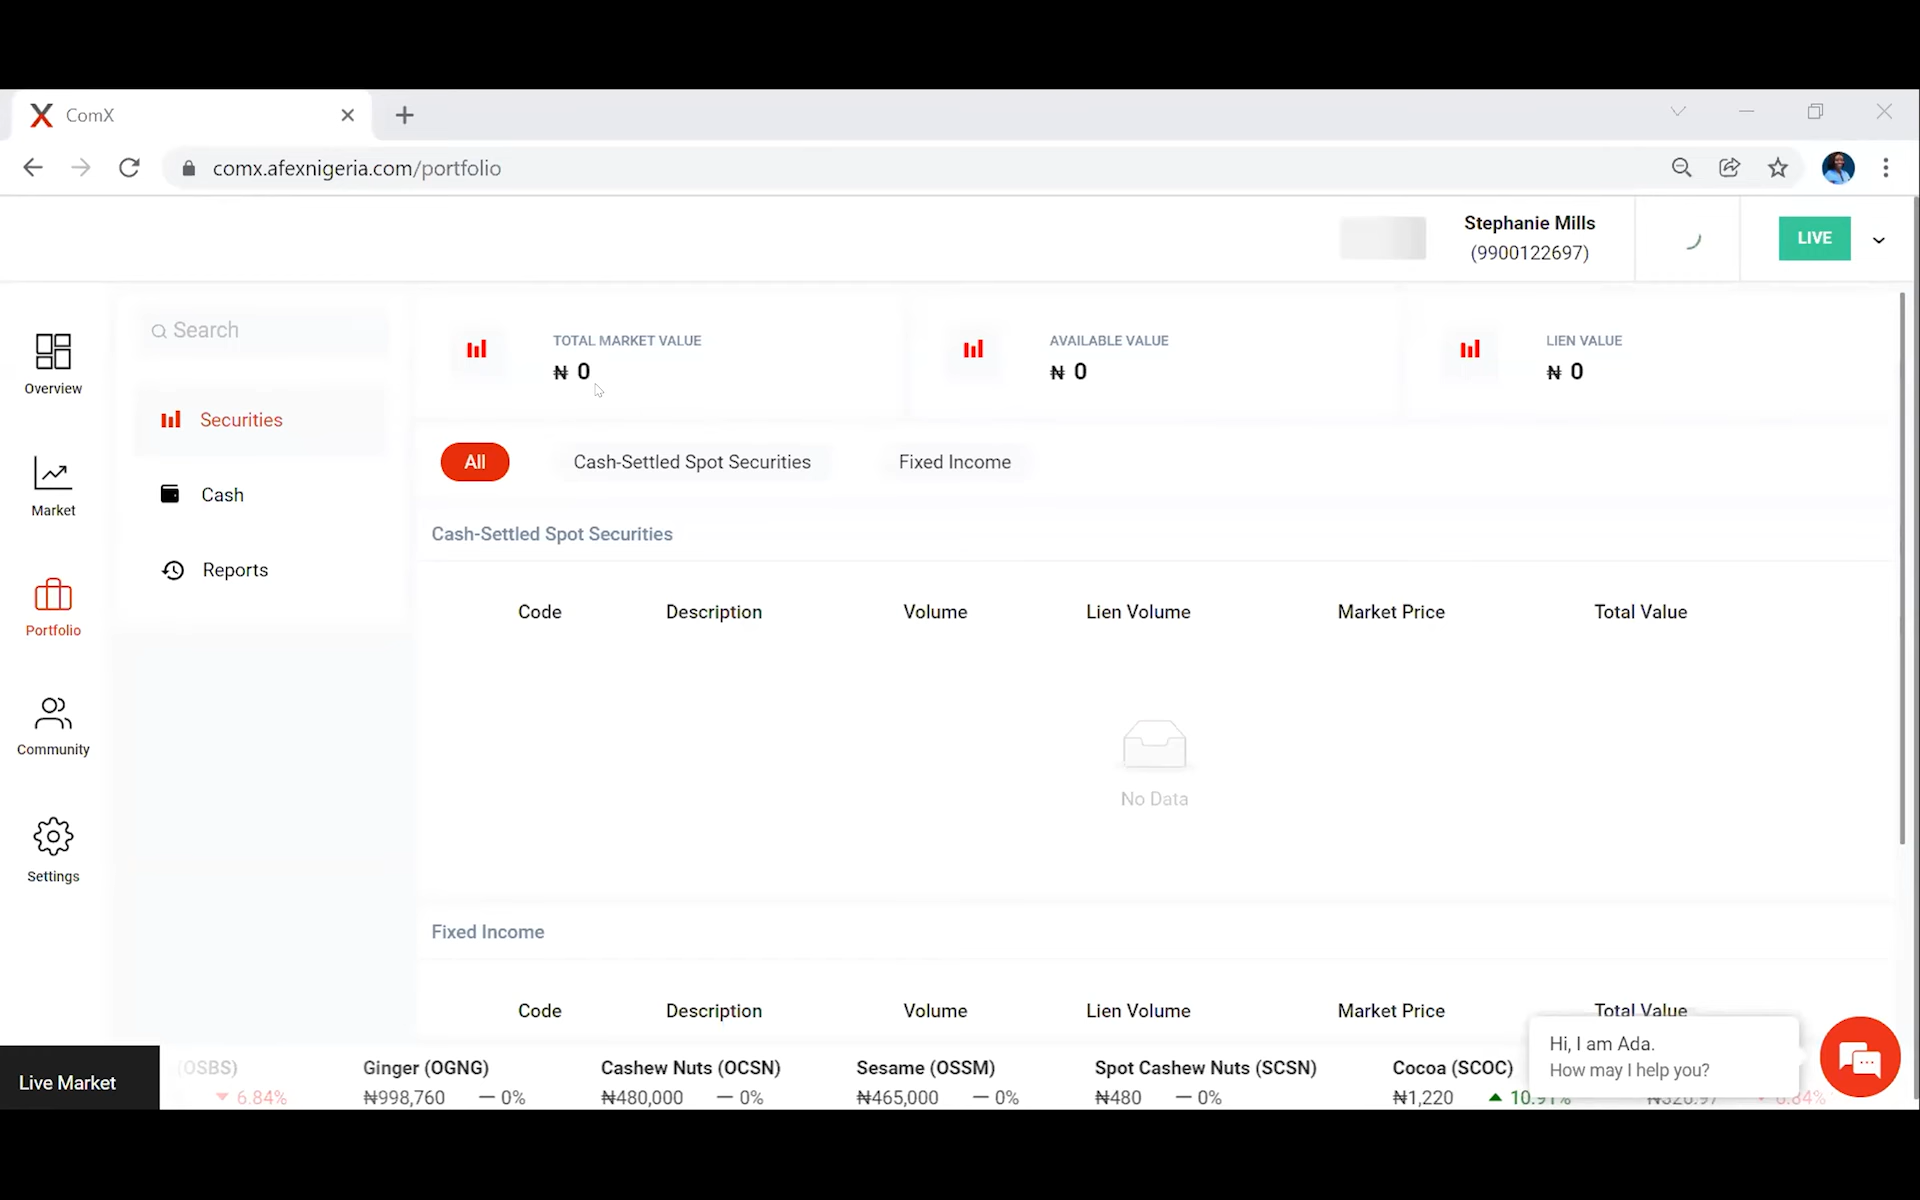 ComX
comx.afexnigeria.com/portfolio
Stephanie Mills
(9900122697)
LIVE
Search
Overview
Securities
Cash
Market
Reports
Portfolio
Community
Settings
TOTAL MARKET VALUE
₦ 0
AVAILABLE VALUE
₦ 0
LIEN VALUE
₦ 0
All
Cash-Settled Spot Securities
Fixed Income
Cash-Settled Spot Securities
Code Description Volume Lien Volume Market Price Total Value
No Data
Fixed Income
Code Description Volume Lien Volume Market Price Total Value
Hi, I am Ada.
How may I help you?
Live Market
(OSBS) Ginger (OGNG) Cashew Nuts (OCSN) Sesame (OSSM) Spot Cashew Nuts (SCSN) Cocoa (SCOC)
6.84% ₦998,760 — 0% ₦480,000 — 0% ₦465,000 — 0% ₦480 — 0% ₦1,220 10.91%